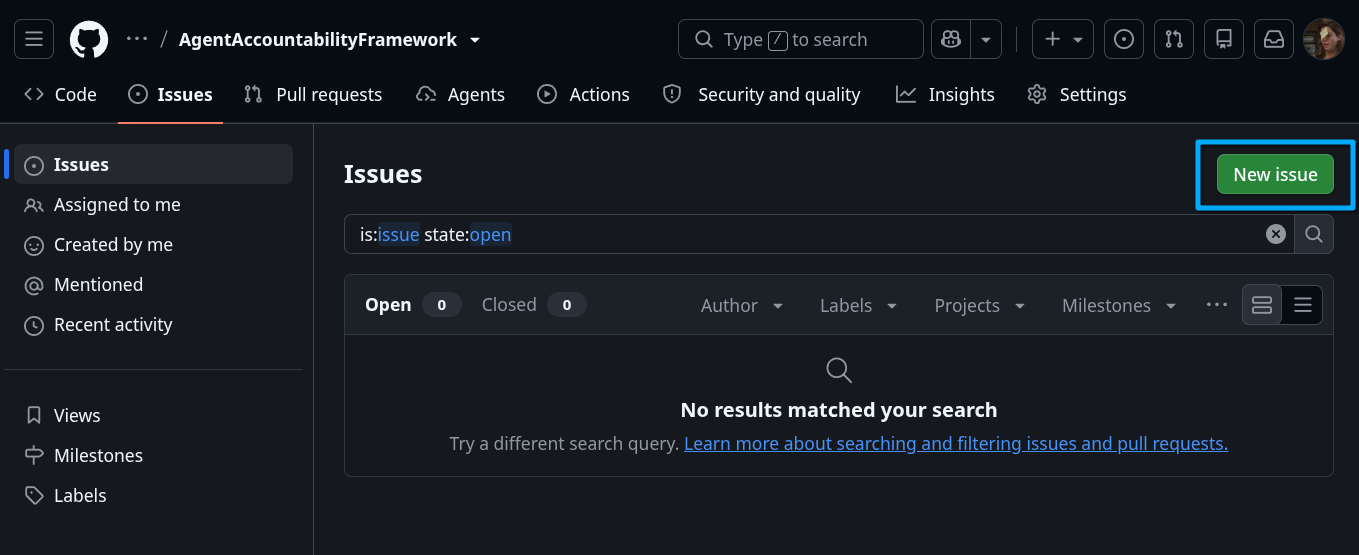 ··· / AgentAccountabilityFramework
Type / to search
Code Issues Pull requests Agents Actions Security and quality Insights Settings
Issues
Assigned to me
Created by me
Mentioned
Recent activity
Views
Milestones
Labels
Issues
New issue
is:issue state:open
Open 0 Closed 0 Author Labels Projects Milestones ···
No results matched your search
Try a different search query. Learn more about searching and filtering issues and pull requests.